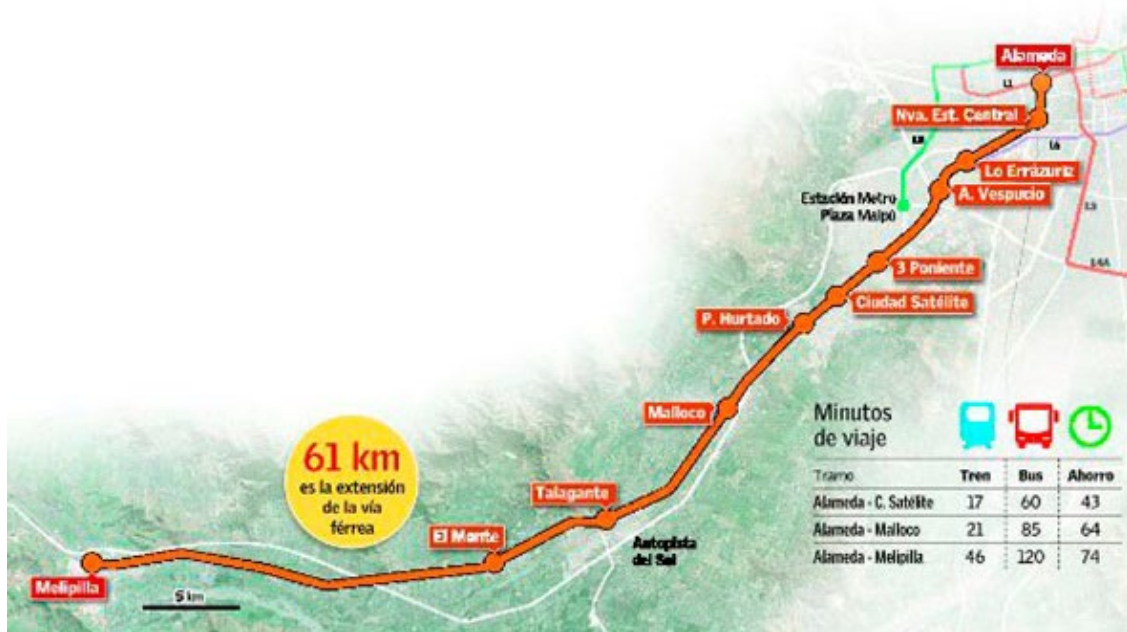 Alameda
L1
Nva. Est. Central
L6
Lo Errázuriz
Estación Metro
Plaza Maipú
A. Vespucio
3 Poniente
L4A
Ciudad Satélite
P. Hurtado
Malloco
61 km
es la extensión
de la vía
férrea
Talagante
El Monte
Autopista
del Sol
Melipilla
5 km
Minutos
de viaje
Tramo Tren Bus Ahorro
Alameda - C. Satélite 17 60 43
Alameda - Malloco 21 85 64
Alameda - Melipilla 46 120 74